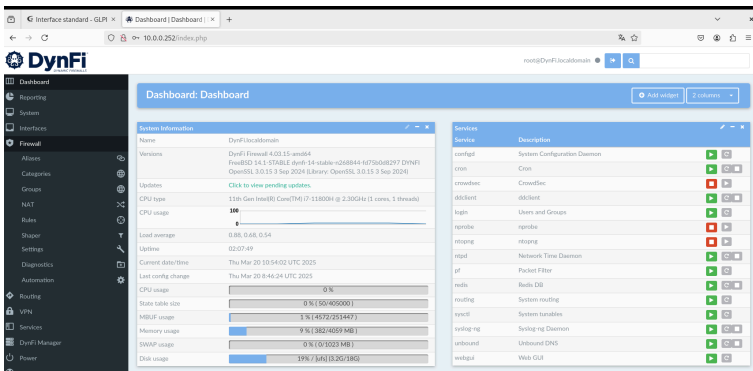 Interface standard - GLPI
Dashboard | Dashboard |
10.0.0.252/index.php
DynFi
DYNAMIC FIREWALLS
root@DynFi.localdomain
Dashboard
Reporting
System
Interfaces
Firewall
Aliases
Categories
Groups
NAT
Rules
Shaper
Settings
Diagnostics
Automation
Routing
VPN
Services
DynFi Manager
Power
Dashboard: Dashboard
Add widget
2 columns
System Information
Name DynFi.localdomain
Versions DynFi Firewall 4.03.15-amd64
FreeBSD 14.1-STABLE dynfi-14-stable-n268844-fd75b0d8297 DYNFI
OpenSSL 3.0.15 3 Sep 2024 (Library: OpenSSL 3.0.15 3 Sep 2024)
Updates Click to view pending updates.
CPU type 11th Gen Intel(R) Core(TM) i7-11800H @ 2.30GHz (1 cores, 1 threads)
CPU usage 100
0
Load average 0.88, 0.68, 0.54
Uptime 02:07:49
Current date/time Thu Mar 20 10:54:02 UTC 2025
Last config change Thu Mar 20 8:46:24 UTC 2025
CPU usage 0 %
State table size 0 % ( 50/405000 )
MBUF usage 1 % ( 4572/251447 )
Memory usage 9 % ( 382/4059 MB )
SWAP usage 0 % ( 0/1023 MB )
Disk usage 19% / [ufs] (3.2G/18G)
Services
Service Description
configd System Configuration Daemon
cron Cron
crowdsec CrowdSec
ddclient ddclient
login Users and Groups
nprobe nprobe
ntopng ntopng
ntpd Network Time Daemon
pf Packet Filter
redis Redis DB
routing System routing
sysctl System tunables
syslog-ng Syslog-ng Daemon
unbound Unbound DNS
webgui Web GUI